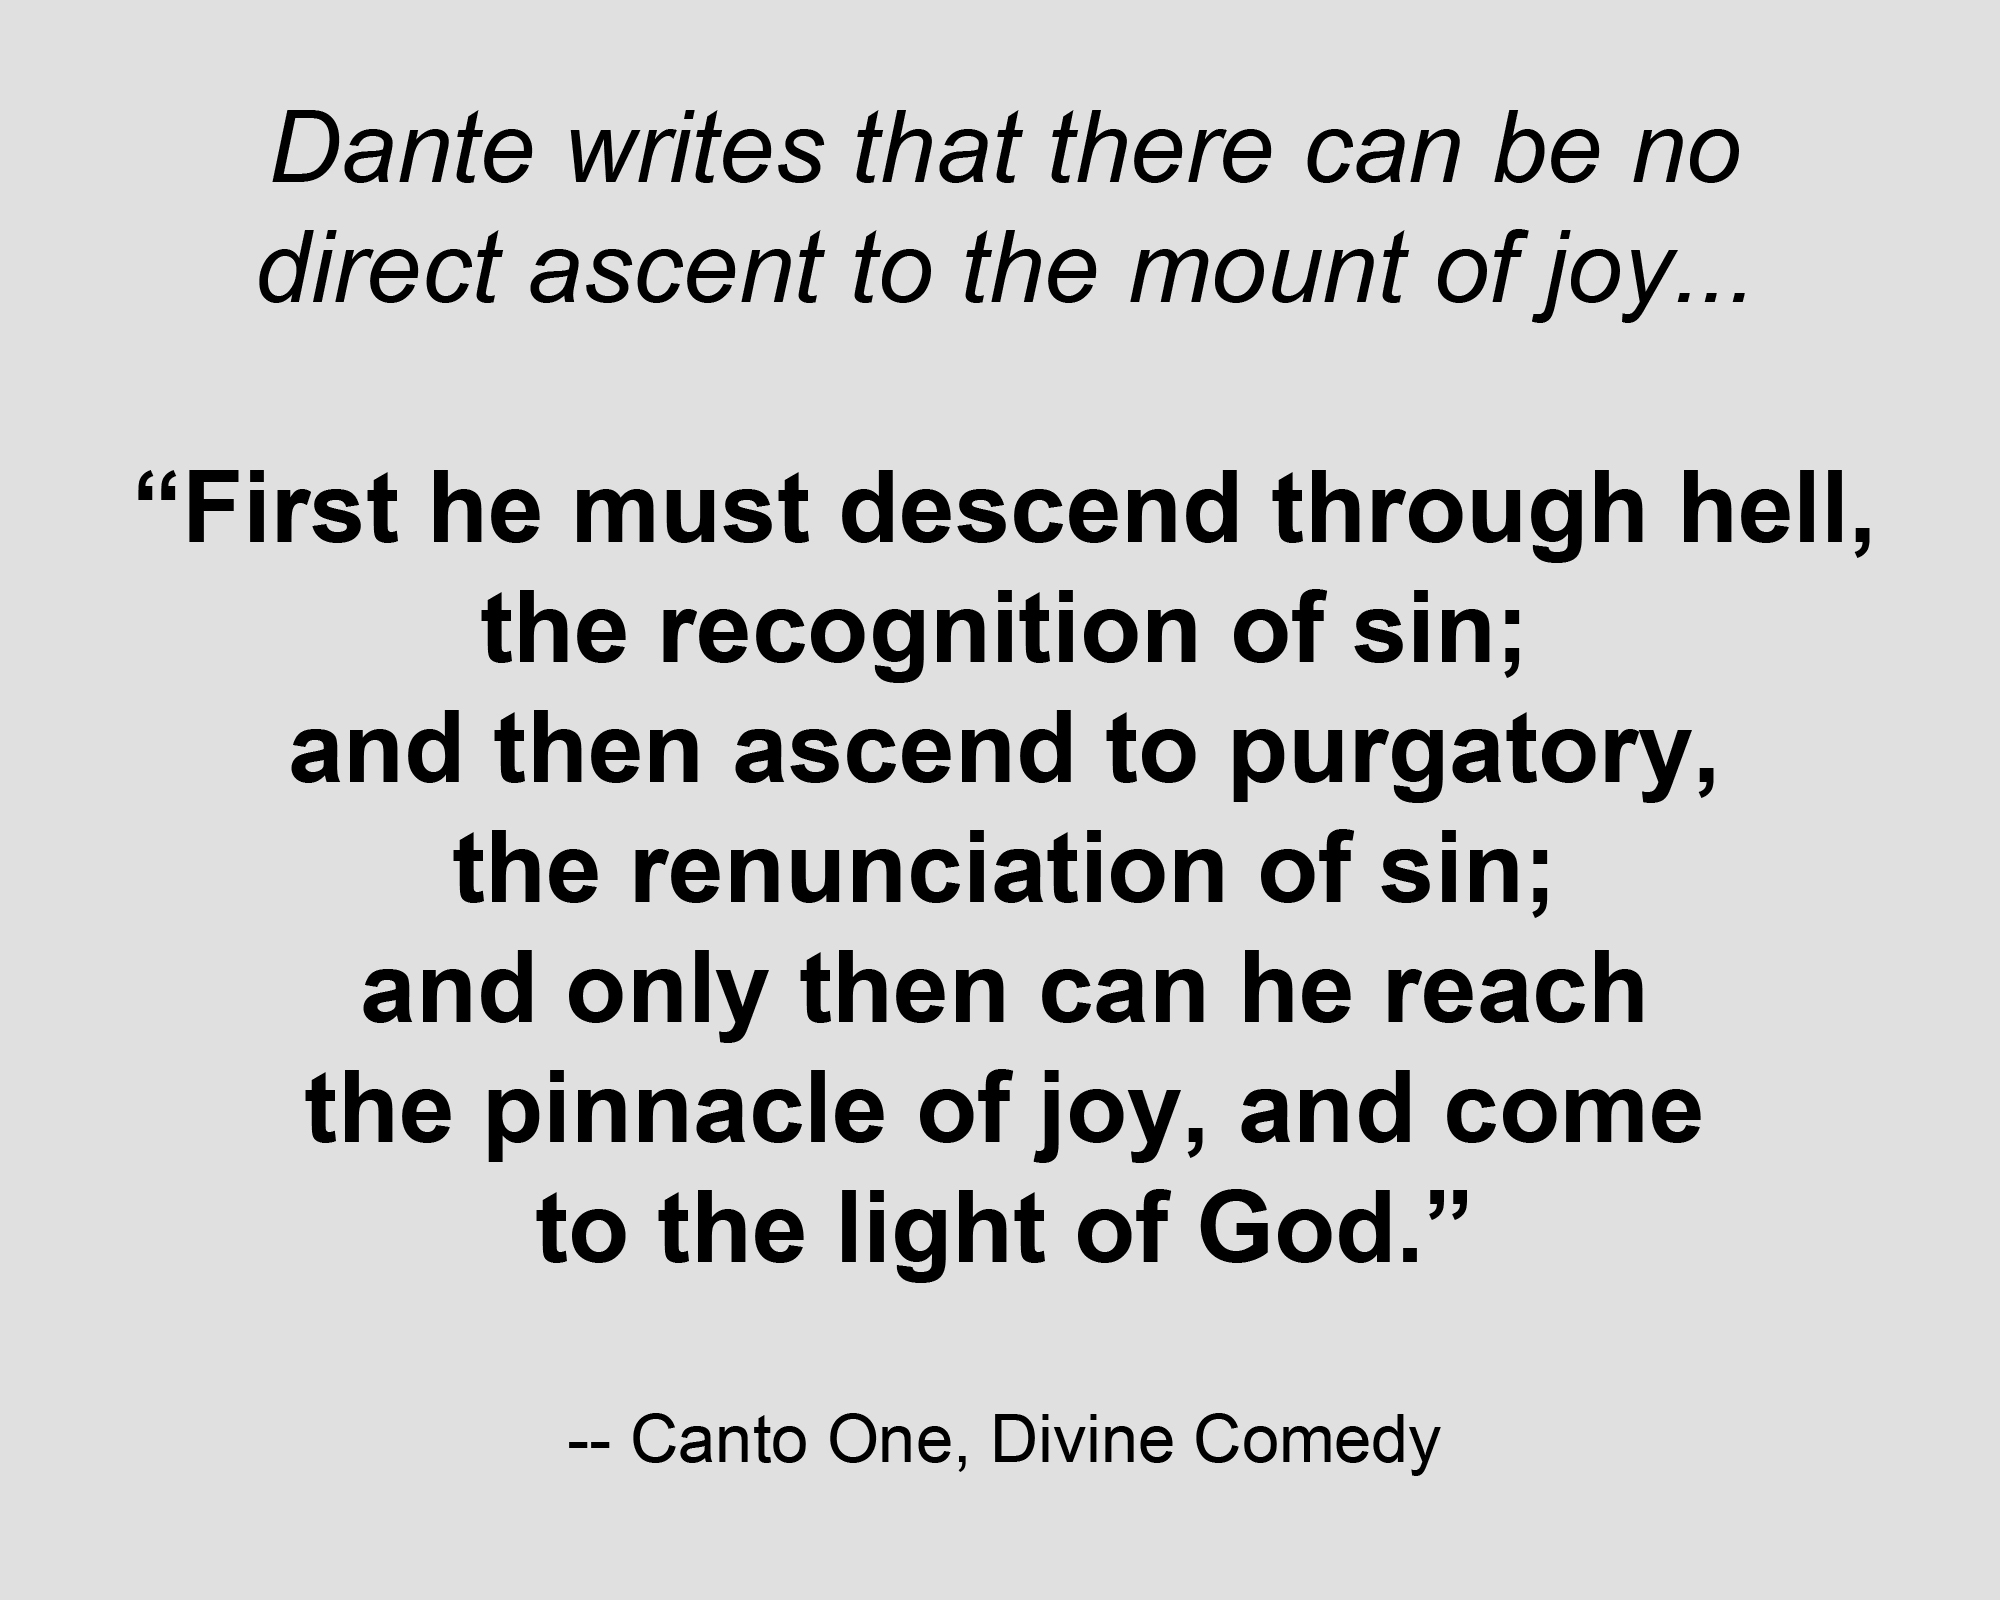 Dante writes that there can be no
direct ascent to the mount of joy...
“First he must descend through hell,
the recognition of sin;
and then ascend to purgatory,
the renunciation of sin;
and only then can he reach
the pinnacle of joy, and come
to the light of God.”
-- Canto One, Divine Comedy